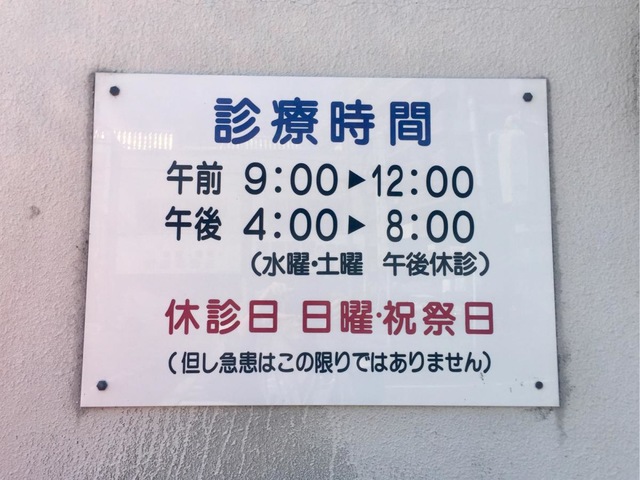 診療時間
午前 9:00▶12:00
午後 4:00▶ 8:00
(水曜・土曜 午後休診)
休診日 日曜・祝祭日
(但し急患はこの限りではありません)